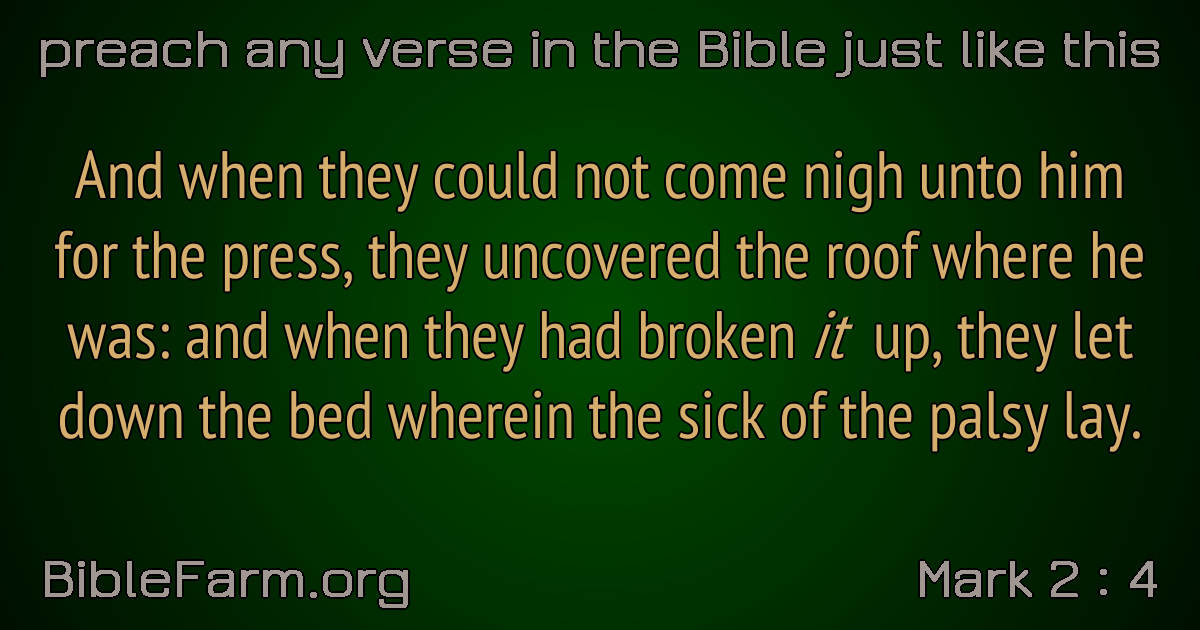 preach any verse in the Bible just like this
And when they could not come nigh unto him
for the press, they uncovered the roof where he
was: and when they had broken it up, they let
down the bed wherein the sick of the palsy lay.
BibleFarm.org
Mark 2 : 4